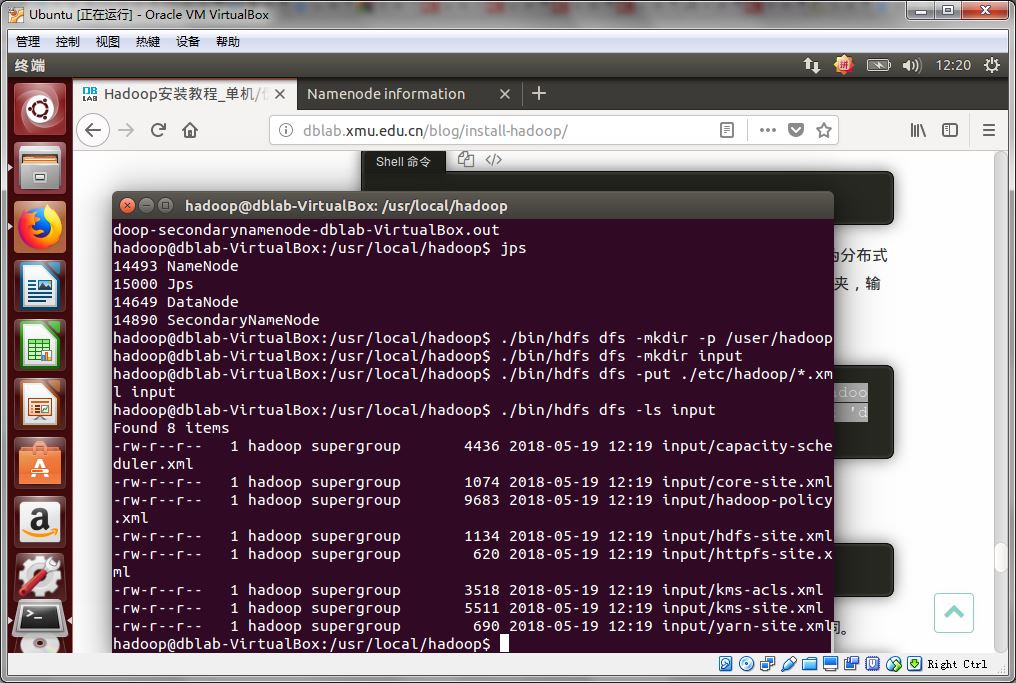 Ubuntu [正在运行] - Oracle VM VirtualBox
管理 控制 视图 热键 设备 帮助
终端 12:20
DB LAB Hadoop安装教程_单机/ Namenode information
dblab.xmu.edu.cn/blog/install-hadoop/
Shell 命令
hadoop@dblab-VirtualBox: /usr/local/hadoop
doop-secondarynamenode-dblab-VirtualBox.out
hadoop@dblab-VirtualBox:/usr/local/hadoop$ jps
14493 NameNode
15000 Jps
14649 DataNode
14890 SecondaryNameNode
hadoop@dblab-VirtualBox:/usr/local/hadoop$ ./bin/hdfs dfs -mkdir -p /user/hadoop
hadoop@dblab-VirtualBox:/usr/local/hadoop$ ./bin/hdfs dfs -mkdir input
hadoop@dblab-VirtualBox:/usr/local/hadoop$ ./bin/hdfs dfs -put ./etc/hadoop/*.xm
l input
hadoop@dblab-VirtualBox:/usr/local/hadoop$ ./bin/hdfs dfs -ls input
Found 8 items
-rw-r--r-- 1 hadoop supergroup 4436 2018-05-19 12:19 input/capacity-sche
duler.xml
-rw-r--r-- 1 hadoop supergroup 1074 2018-05-19 12:19 input/core-site.xml
-rw-r--r-- 1 hadoop supergroup 9683 2018-05-19 12:19 input/hadoop-policy
.xml
-rw-r--r-- 1 hadoop supergroup 1134 2018-05-19 12:19 input/hdfs-site.xml
-rw-r--r-- 1 hadoop supergroup 620 2018-05-19 12:19 input/httpfs-site.x
ml
-rw-r--r-- 1 hadoop supergroup 3518 2018-05-19 12:19 input/kms-acls.xml
-rw-r--r-- 1 hadoop supergroup 5511 2018-05-19 12:19 input/kms-site.xml
-rw-r--r-- 1 hadoop supergroup 690 2018-05-19 12:19 input/yarn-site.xml
hadoop@dblab-VirtualBox:/usr/local/hadoop$
分布式
夹，输
doo
'd
Right Ctrl